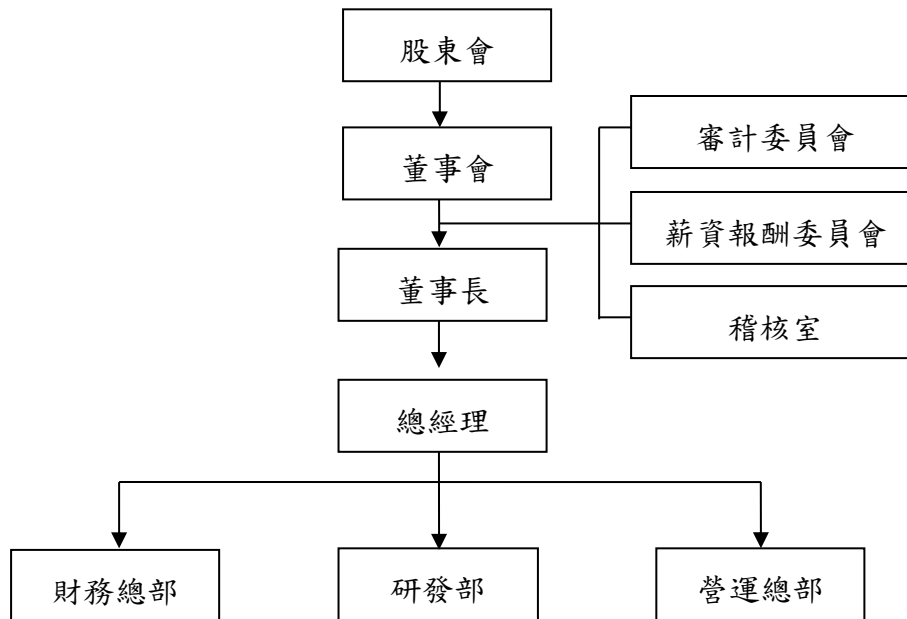 股東會
董事會
審計委員會
薪資報酬委員會
董事長
稽核室
總經理
財務總部
研發部
營運總部